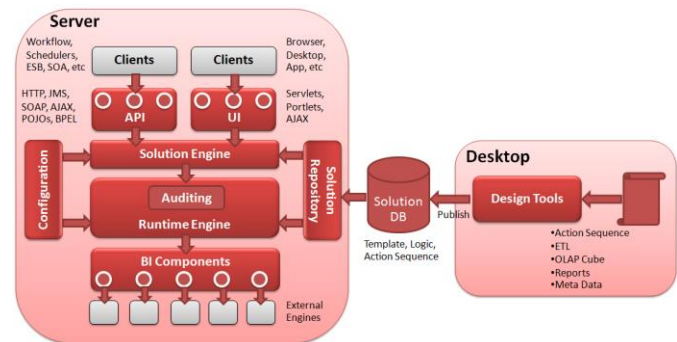 Server
Workflow,
Schedulers,
ESB, SOA, etc
Clients
Clients
Browser,
Desktop,
App, etc
HTTP, JMS,
SOAP, AJAX,
POJOs, BPEL
API
UI
Servlets,
Portlets,
AJAX
Configuration
Solution Engine
Solution
Repository
Auditing
Runtime Engine
BI Components
External
Engines
Solution
DB
Template, Logic,
Action Sequence
Publish
Desktop
Design Tools
•Action Sequence
•ETL
•OLAP Cube
•Reports
•Meta Data